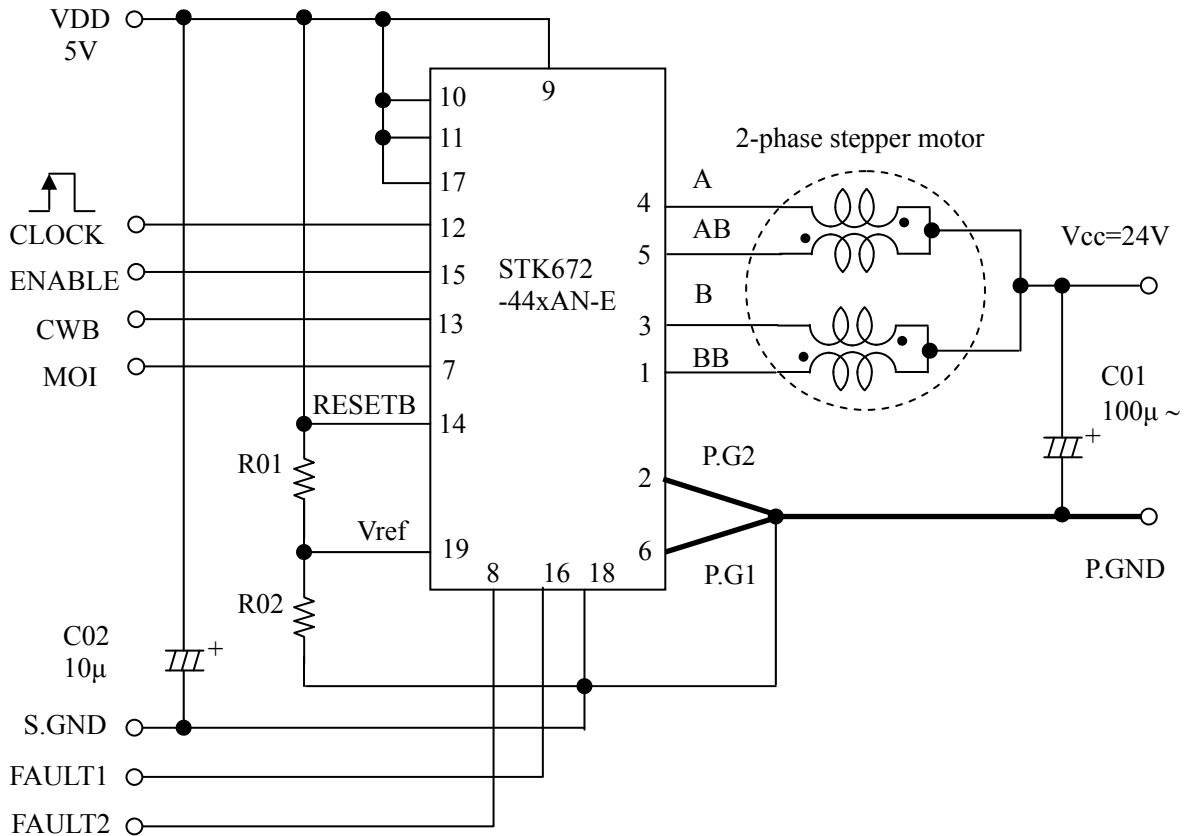 VDD
5V
9
10
11
17
2-phase stepper motor
CLOCK
12
4
A
Vcc=24V
AB
5
ENABLE
15
STK672
-44xAN-E
B
3
CWB
13
BB
1
MOI
7
C01
100μ ~
+
RESETB
14
R01
P.G2
2
Vref
19
6
P.G1
P.GND
8
16
18
R02
C02
10μ
+
S.GND
FAULT1
FAULT2